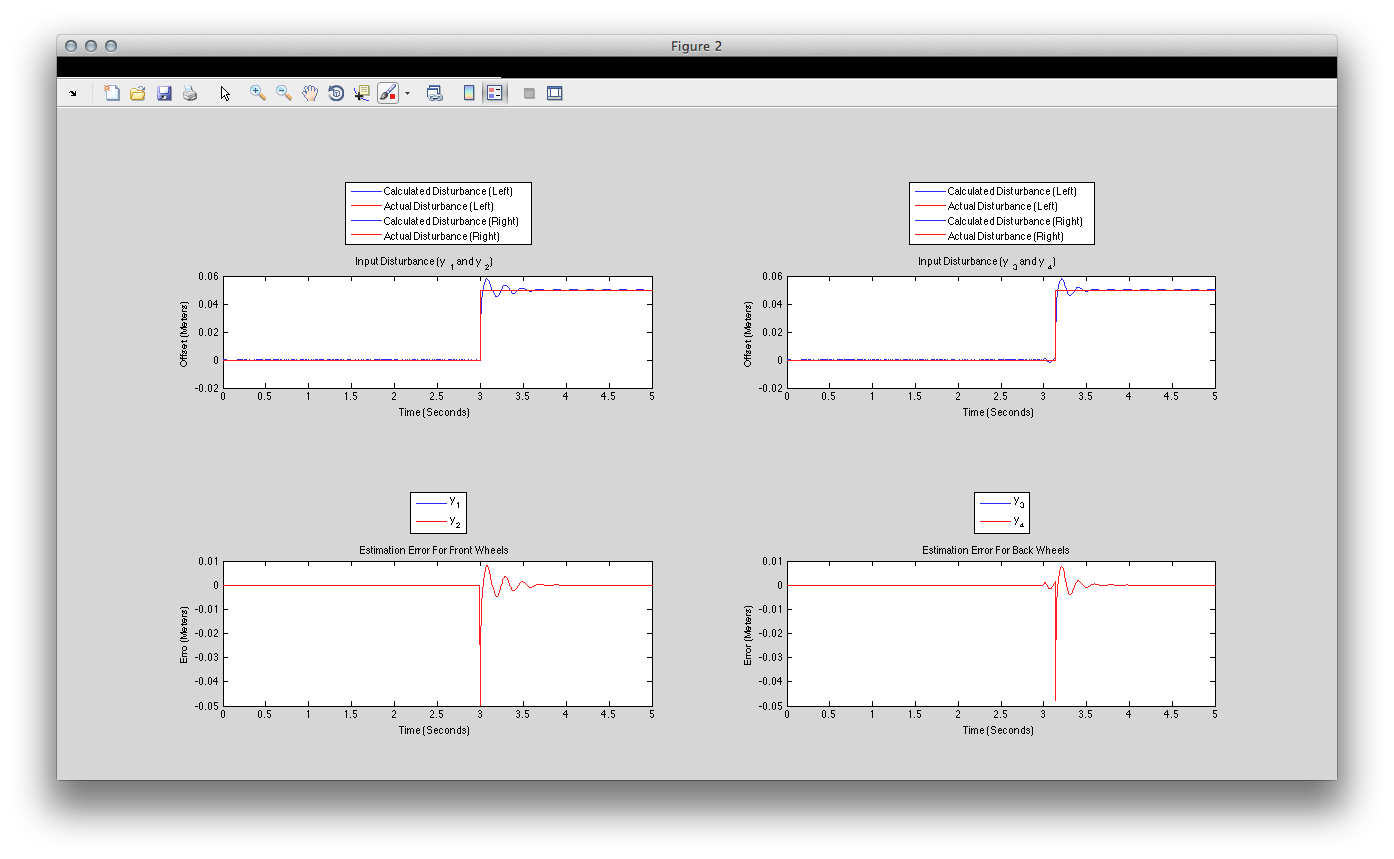 Figure 2
Calculated Disturbance (Left)
Actual Disturbance (Left)
Calculated Disturbance (Right)
Actual Disturbance (Right)
Input Disturbance (y 1 and y 2)
0.06
0.04
0.02
0
-0.02
Offset (Meters)
0 0.5 1 1.5 2 2.5 3 3.5 4 4.5 5
Time (Seconds)
Calculated Disturbance (Left)
Actual Disturbance (Left)
Calculated Disturbance (Right)
Actual Disturbance (Right)
Input Disturbance (y 3 and y 4)
0.06
0.04
0.02
0
-0.02
Offset (Meters)
0 0.5 1 1.5 2 2.5 3 3.5 4 4.5 5
Time (Seconds)
y1
y2
Estimation Error For Front Wheels
0.01
0
-0.01
-0.02
-0.03
-0.04
-0.05
Erro (Meters)
0 0.5 1 1.5 2 2.5 3 3.5 4 4.5 5
Time (Seconds)
y3
y4
Estimation Error For Back Wheels
0.01
0
-0.01
-0.02
-0.03
-0.04
-0.05
Error (Meters)
0 0.5 1 1.5 2 2.5 3 3.5 4 4.5 5
Time (Seconds)